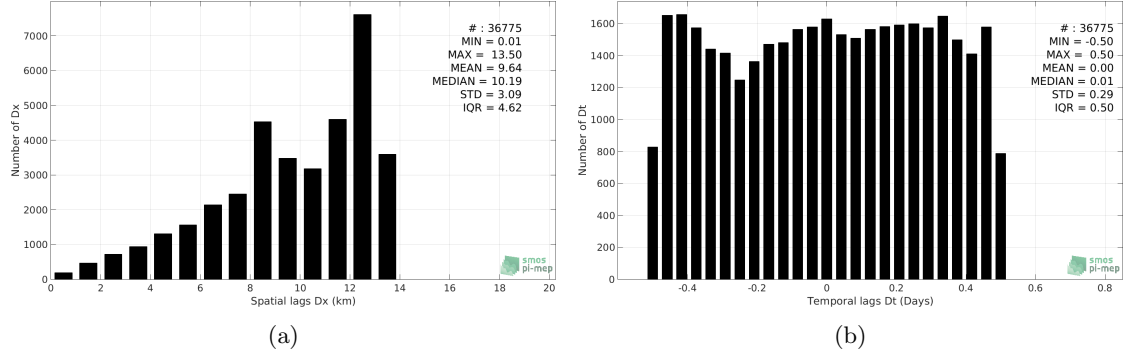 7000
6000
5000
4000
3000
2000
1000
0
Number of Dx
# : 36775
MIN = 0.01
MAX = 13.50
MEAN = 9.64
MEDIAN = 10.19
STD = 3.09
IQR = 4.62
smos
pi-mep
0 2 4 6 8 10 12 14 16 18 20
Spatial lags Dx (km)
(a)
1600
1400
1200
1000
800
600
400
200
0
Number of Dt
# : 36775
MIN = -0.50
MAX = 0.50
MEAN = 0.00
MEDIAN = 0.01
STD = 0.29
IQR = 0.50
smos
pi-mep
-0.4 -0.2 0 0.2 0.4 0.6 0.8
Temporal lags Dt (Days)
(b)